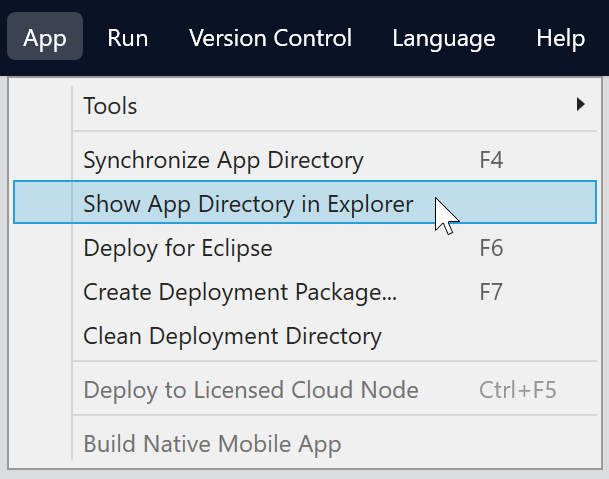 App Run Version Control Language Help
Tools
Synchronize App Directory F4
Show App Directory in Explorer
Deploy for Eclipse F6
Create Deployment Package... F7
Clean Deployment Directory
Deploy to Licensed Cloud Node Ctrl+F5
Build Native Mobile App